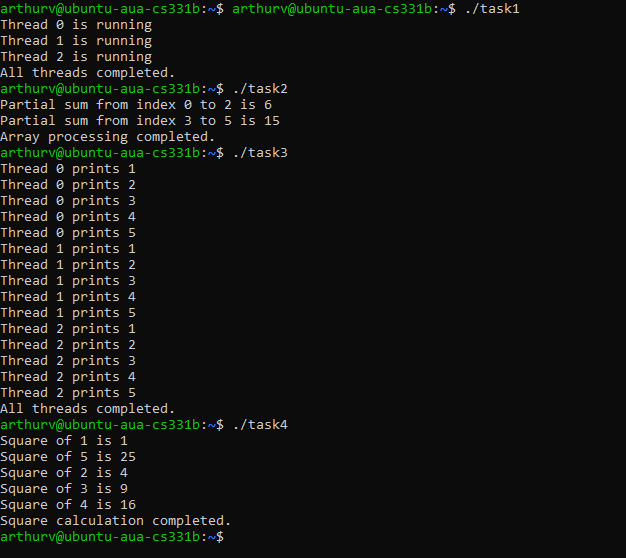 arthurv@ubuntu-aua-cs331b:~$ arthurv@ubuntu-aua-cs331b:~$ ./task1
Thread 0 is running
Thread 1 is running
Thread 2 is running
All threads completed.
arthurv@ubuntu-aua-cs331b:~$ ./task2
Partial sum from index 0 to 2 is 6
Partial sum from index 3 to 5 is 15
Array processing completed.
arthurv@ubuntu-aua-cs331b:~$ ./task3
Thread 0 prints 1
Thread 0 prints 2
Thread 0 prints 3
Thread 0 prints 4
Thread 0 prints 5
Thread 1 prints 1
Thread 1 prints 2
Thread 1 prints 3
Thread 1 prints 4
Thread 1 prints 5
Thread 2 prints 1
Thread 2 prints 2
Thread 2 prints 3
Thread 2 prints 4
Thread 2 prints 5
All threads completed.
arthurv@ubuntu-aua-cs331b:~$ ./task4
Square of 1 is 1
Square of 5 is 25
Square of 2 is 4
Square of 3 is 9
Square of 4 is 16
Square calculation completed.
arthurv@ubuntu-aua-cs331b:~$